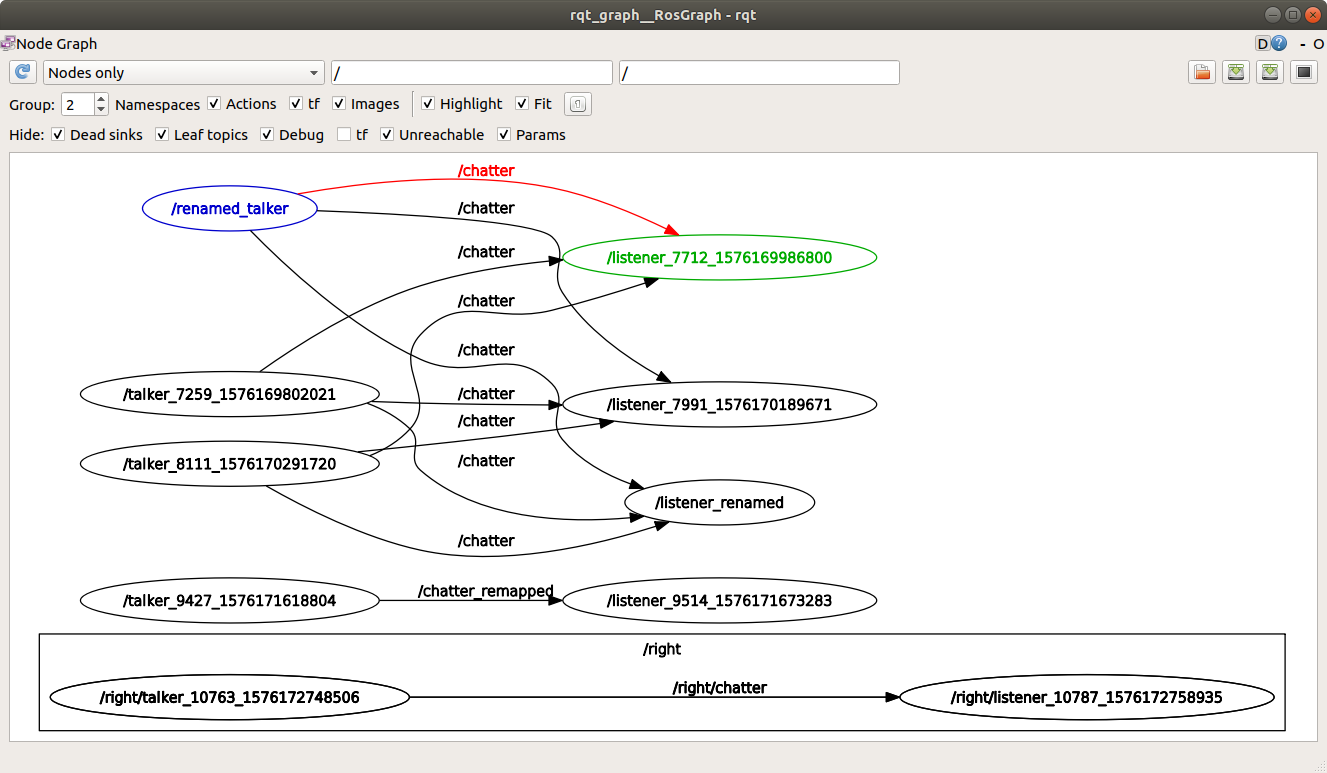 rqt_graph__RosGraph - rqt
Node Graph
D ? - O
Nodes only / /
Group: 2 Namespaces Actions tf Images Highlight Fit
Hide: Dead sinks Leaf topics Debug tf Unreachable Params
/chatter
/renamed_talker
/chatter
/chatter
/listener_7712_1576169986800
/chatter
/chatter
/talker_7259_1576169802021
/chatter
/listener_7991_1576170189671
/chatter
/talker_8111_1576170291720
/chatter
/listener_renamed
/chatter
/chatter_remapped
/talker_9427_1576171618804
/listener_9514_1576171673283
/right
/right/chatter
/right/talker_10763_1576172748506
/right/listener_10787_1576172758935